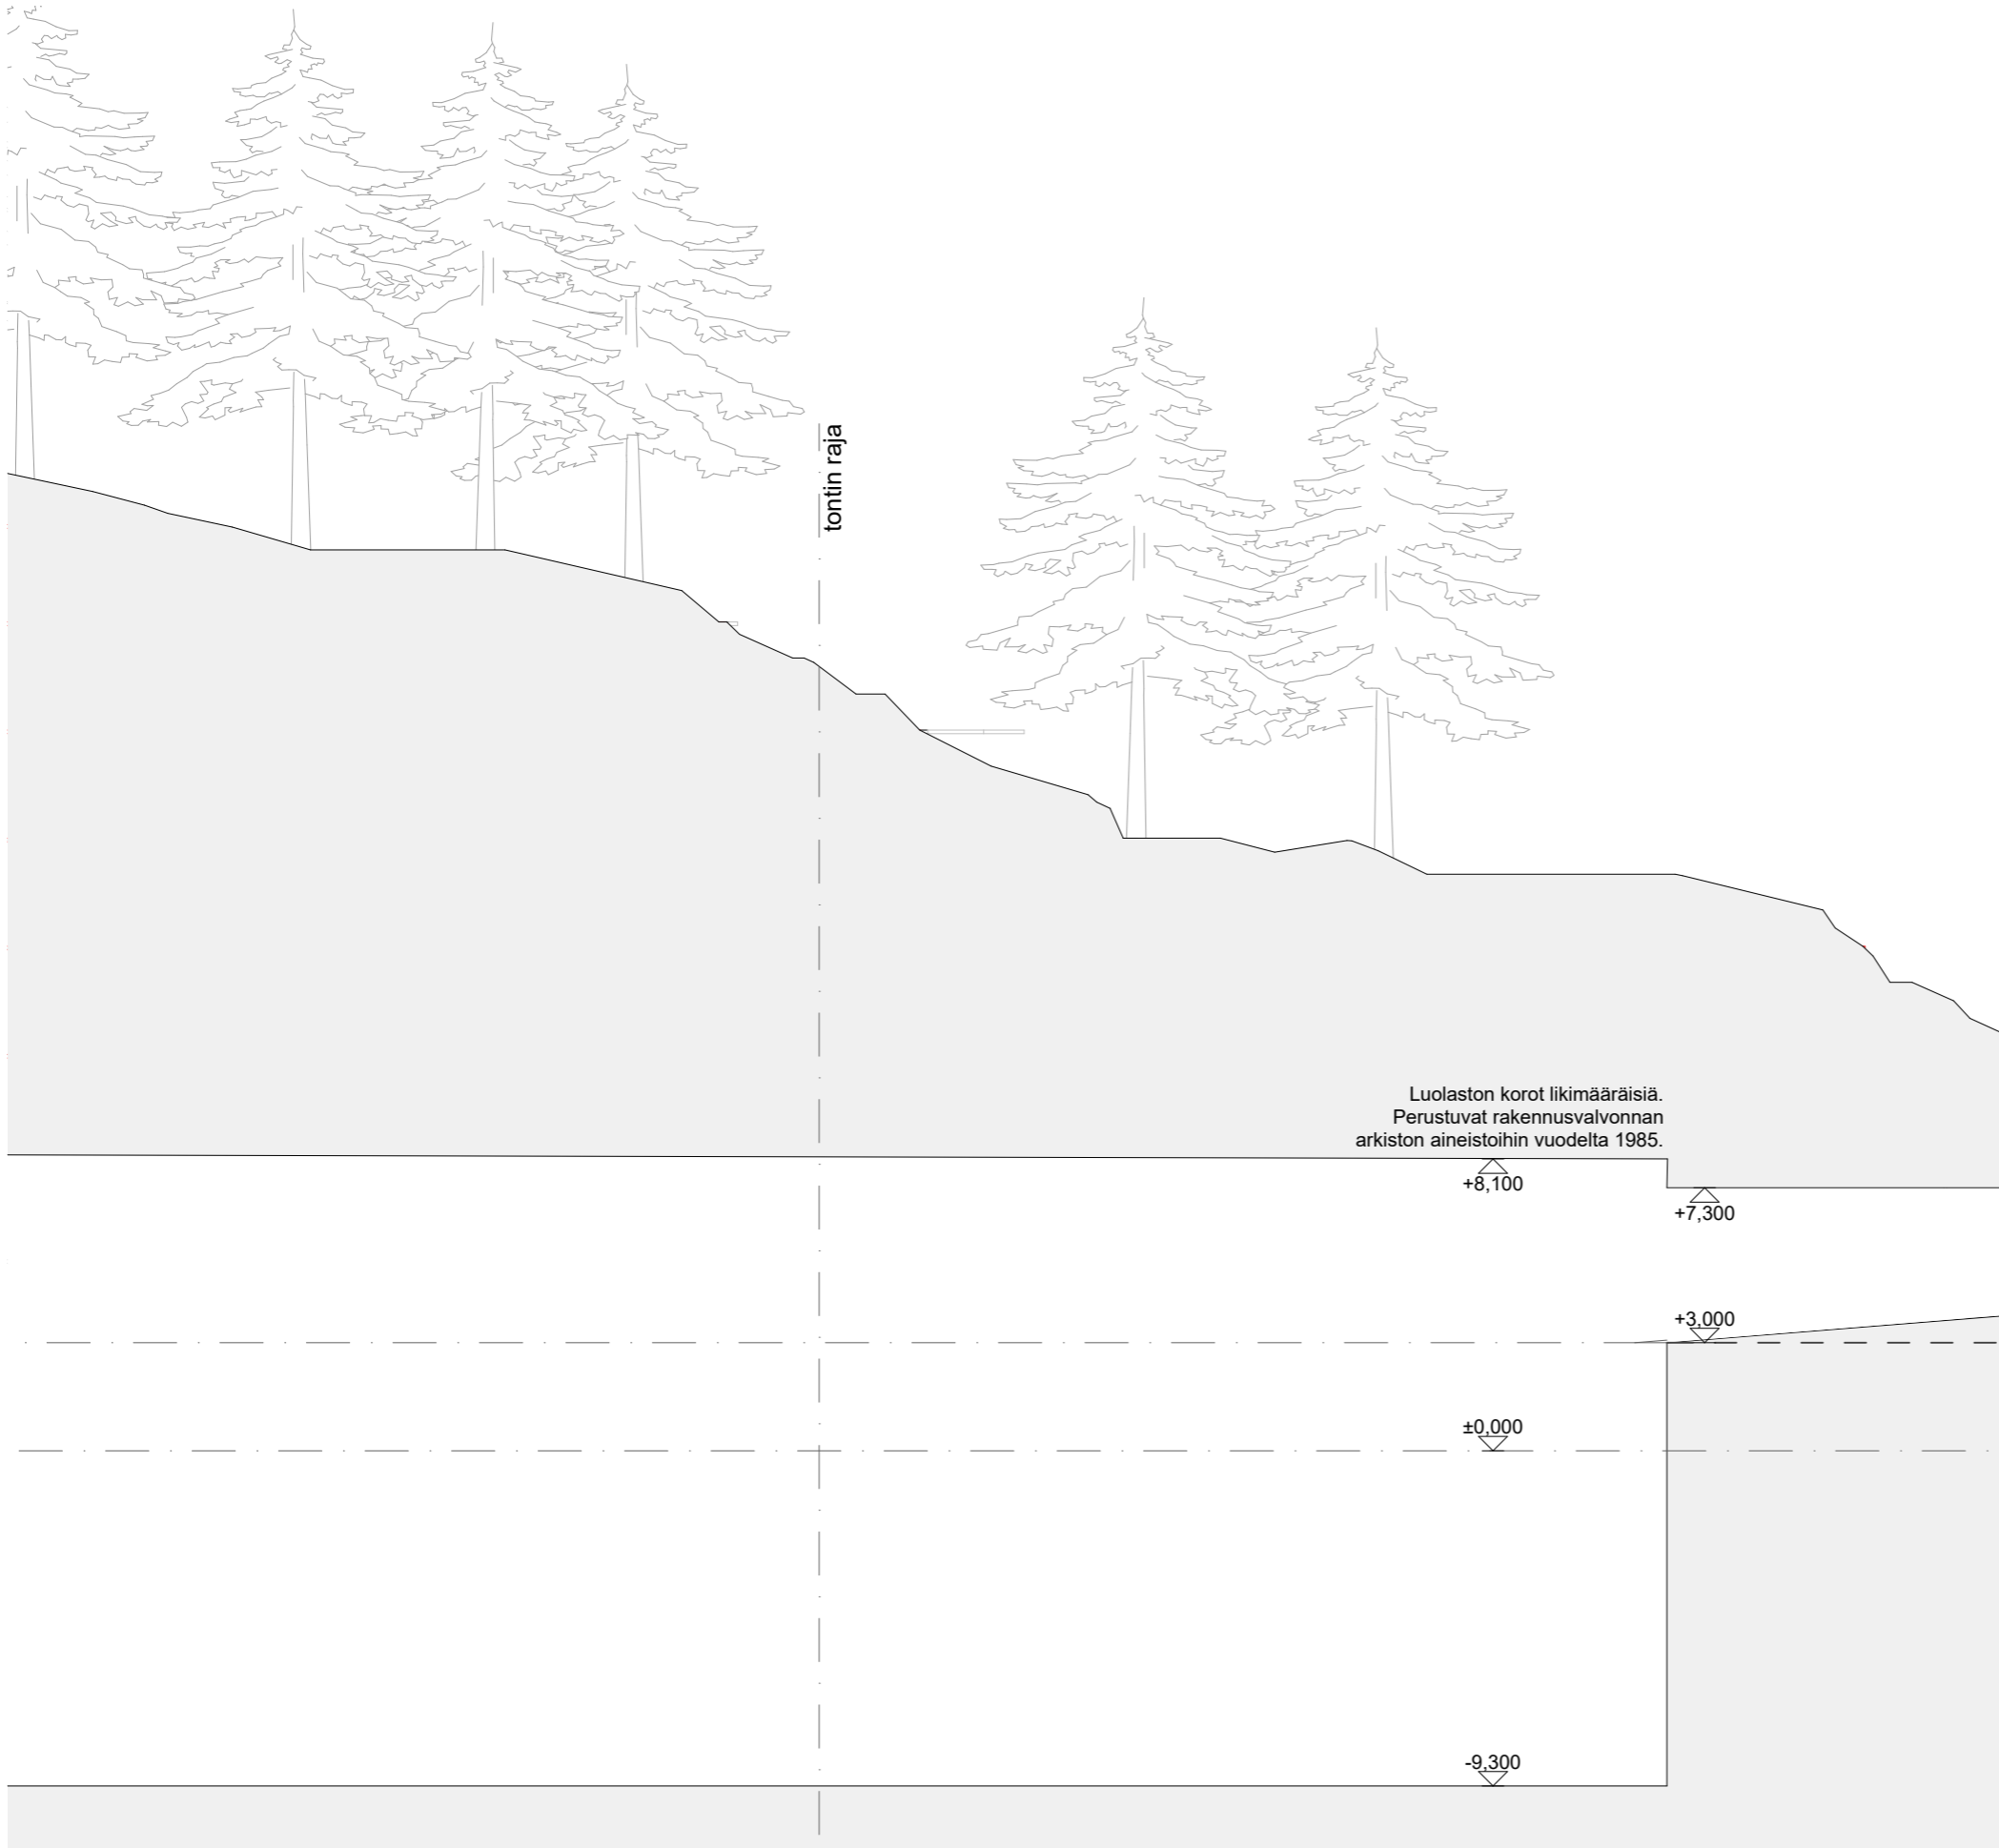 tontin raja
Luolaston korot likimääräisiä.
Perustuvat rakennusvalvonnan
arkiston aineistoihin vuodelta 1985.
+8,100
+7,300
+3,000
±0,000
-9,300